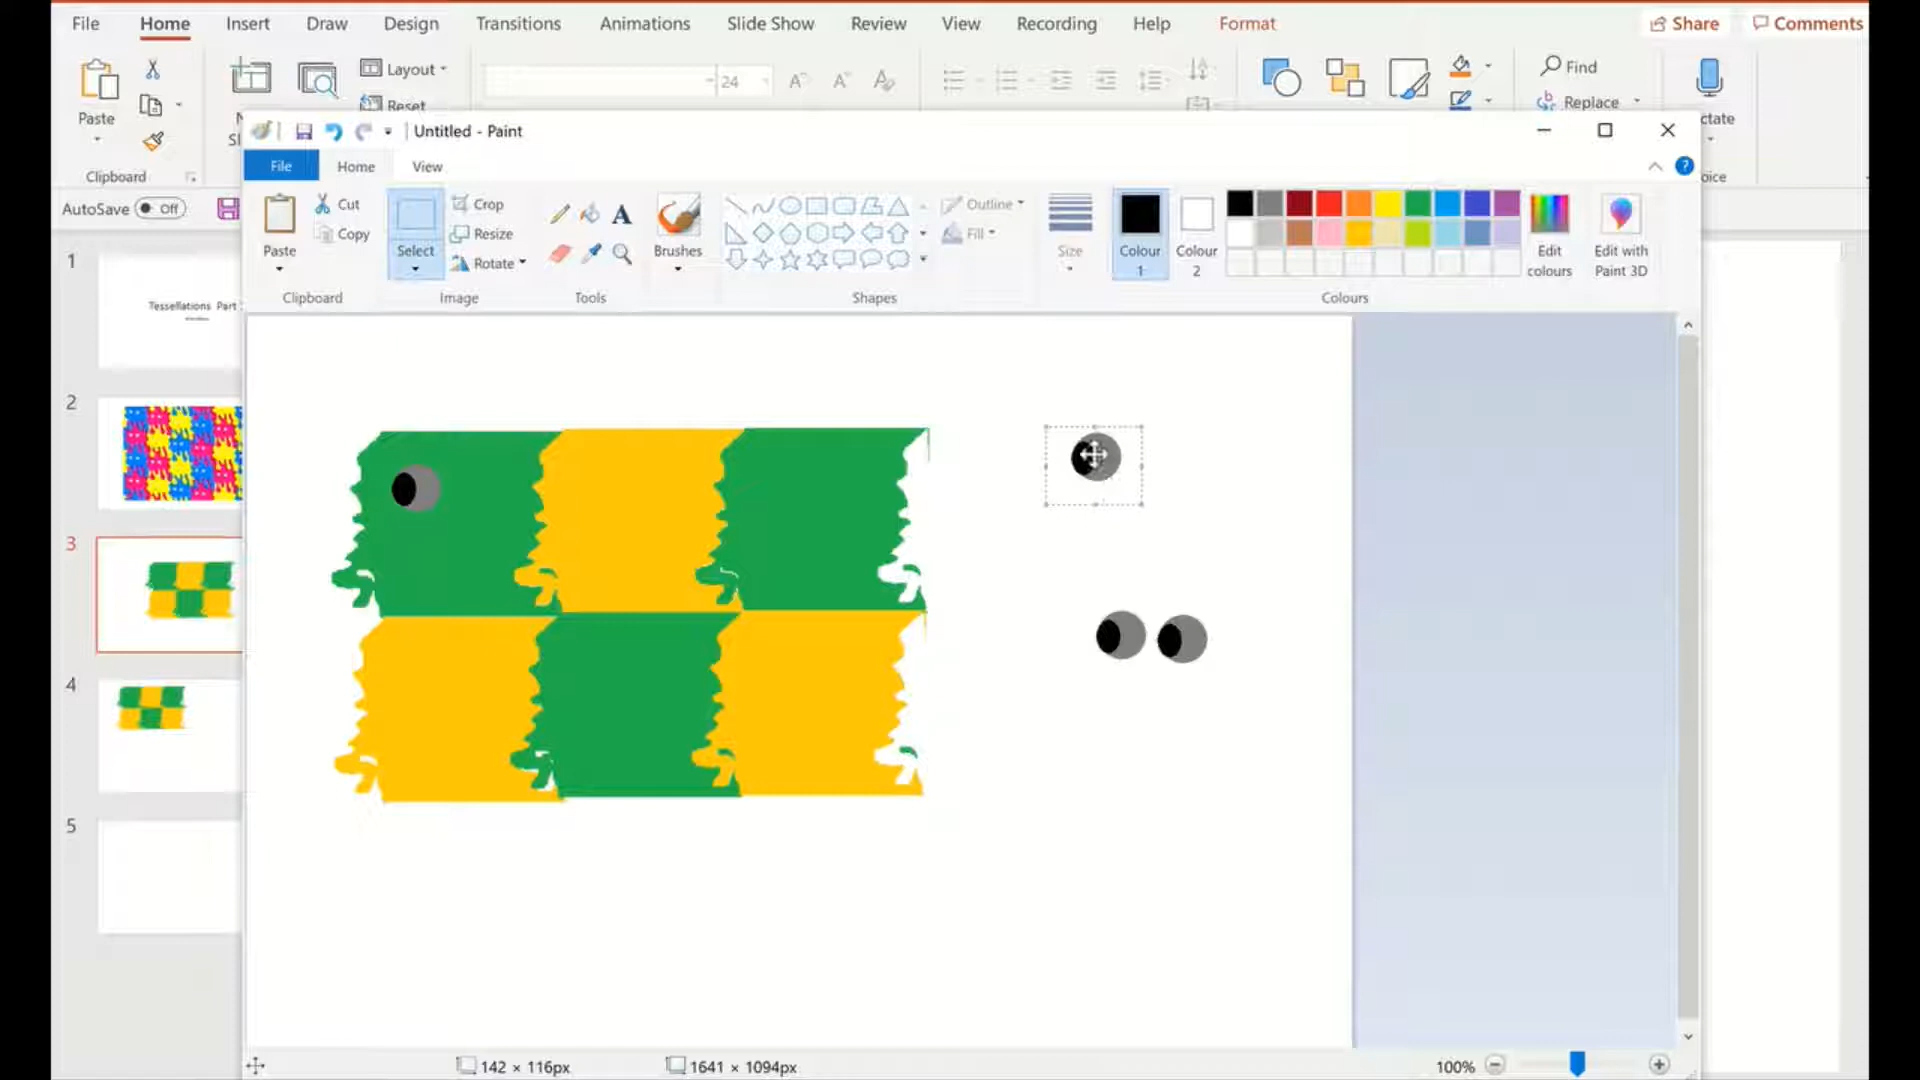 File Home Insert Draw Design Transitions Animations Slide Show Review View Recording Help Format Share Comments
Layout 24 Find
Reset Replace
Paste
Clipboard
AutoSave Off
Untitled - Paint
File Home View
Cut Crop Outline
Copy Resize Fill
Paste Select Rotate Brushes Size Colour 1 Colour 2 Edit colours Edit with Paint 3D
Clipboard Image Tools Shapes Colours
1
Tessellations Part
2
3
4
5
142 × 116px 1641 × 1094px 100%